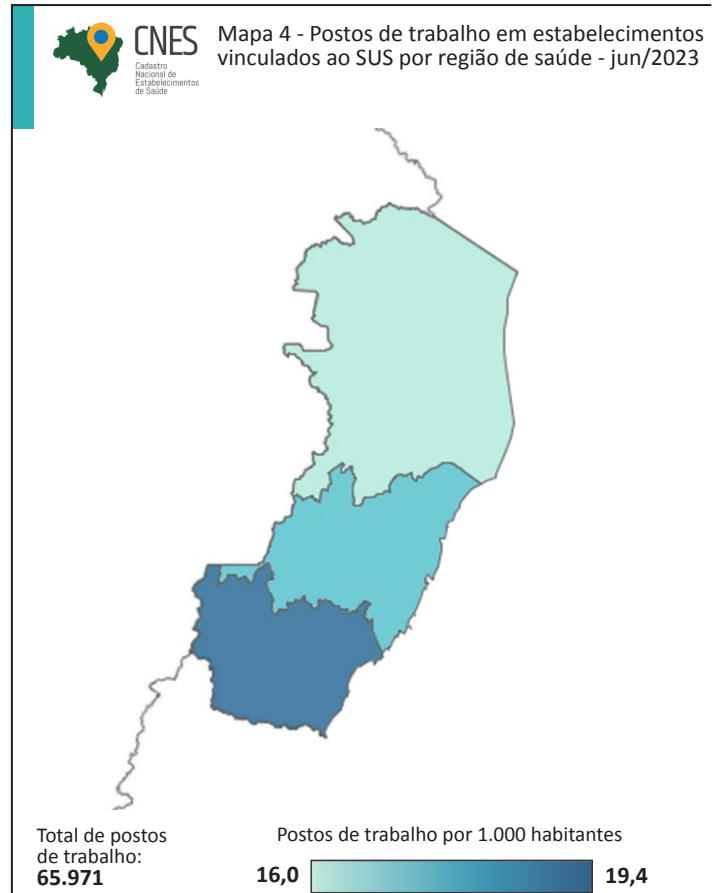 CNES
Cadastro
Nacional de
Estabelecimentos
de Saúde
Mapa 4 - Postos de trabalho em estabelecimentos
vinculados ao SUS por região de saúde - jun/2023
Total de postos
de trabalho:
65.971
Postos de trabalho por 1.000 habitantes
16,0
19,4